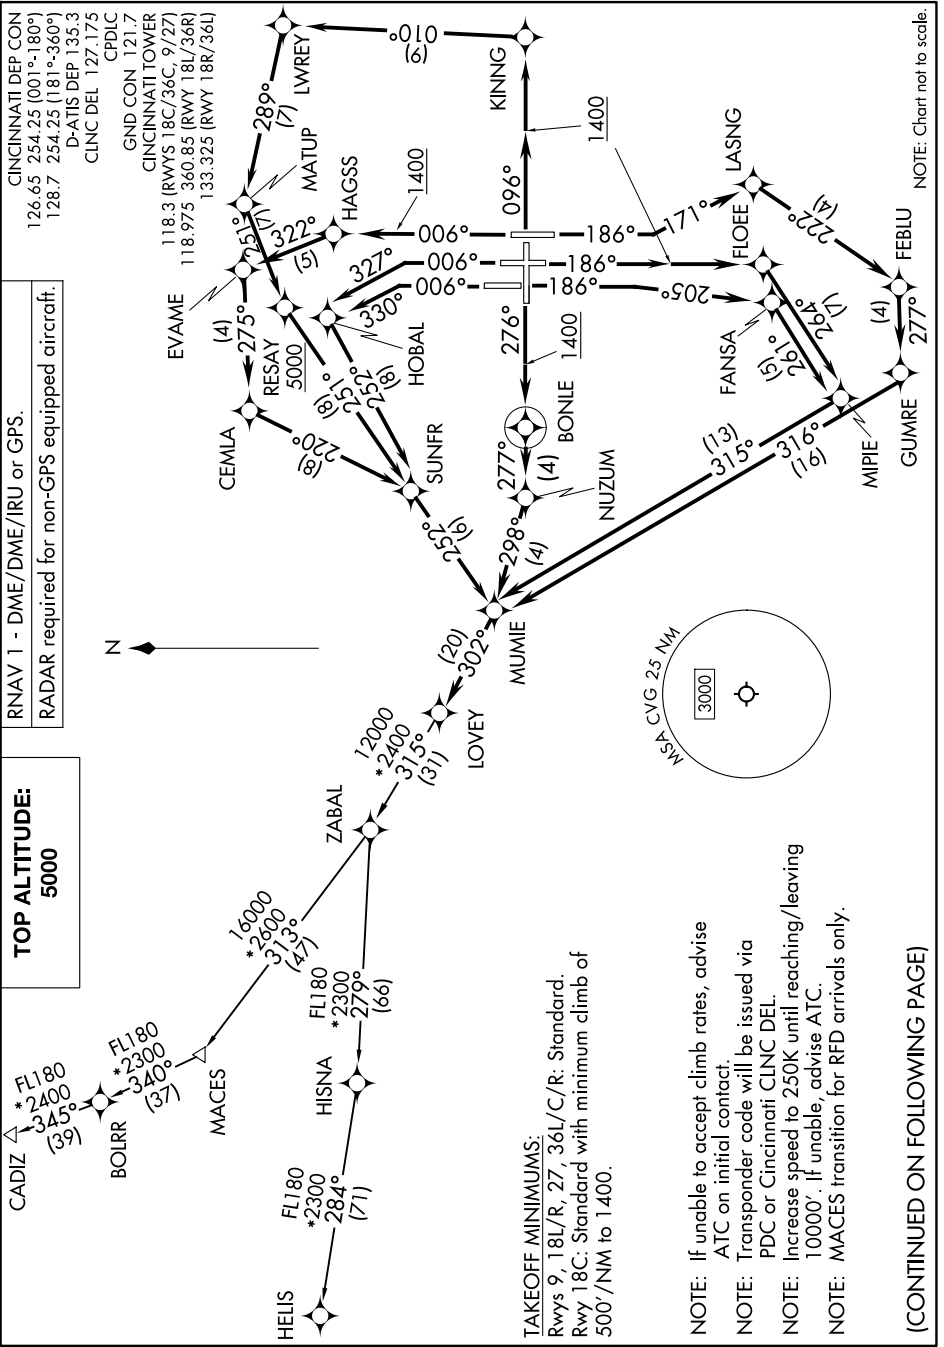 TOP ALTITUDE:
5000
RNAV 1 - DME/DME/IRU or GPS.
RADAR required for non-GPS equipped aircraft.
CINCINNATI DEP CON
126.65 254.25 (001°-180°)
128.7 254.25 (181°-360°)
D-ATIS DEP 135.3
CLNC DEL 127.175
CPDLC
GND CON 121.7
CINCINNATI TOWER
118.3 (RWYS 18C/36C, 9/27)
118.975 360.85 (RWY 18L/36R)
133.325 (RWY 18R/36L)
CADIZ
FL180
*2400
345°
(39)
BOLRR
FL180
*2300
340°
(37)
MACES
16000
*2600
313°
(47)
HELIS
FL180
*2300
284°
(71)
HISNA
FL180
*2300
279°
(66)
ZABAL
12000
*2400
315°
(31)
LOVEY
(20)
302°
MUMIE
N
CEMLA
(4)
275°
EVAME
220°
(8)
RESAY
5000
251°
(7)
322°
(5)
MATUP
289°
(7)
LWREY
HAGSS
010°
(9)
KINNG
1400
006°
327°
006°
330°
006°
HOBAL
252°
(8)
251°
(8)
SUNFR
252°
(6)
096°
1400
276°
1400
BONLE
277°
(4)
NUZUM
298°
(4)
186°
171°
186°
186°
205°
LASNG
FLOEE
222°
(4)
FEBLU
FANSA
264°
(7)
261°
(5)
(4)
277°
GUMRE
MIPIE
(13)
315°
316°
(16)
MSA CVG 25 NM
3000
NOTE: Chart not to scale.
TAKEOFF MINIMUMS:
Rwys 9, 18L/R, 27, 36L/C/R: Standard.
Rwy 18C: Standard with minimum climb of
500'/NM to 1400.
NOTE: If unable to accept climb rates, advise
ATC on initial contact.
NOTE: Transponder code will be issued via
PDC or Cincinnati CLNC DEL.
NOTE: Increase speed to 250K until reaching/leaving
10000'. If unable, advise ATC.
NOTE: MACES transition for RFD arrivals only.
(CONTINUED ON FOLLOWING PAGE)